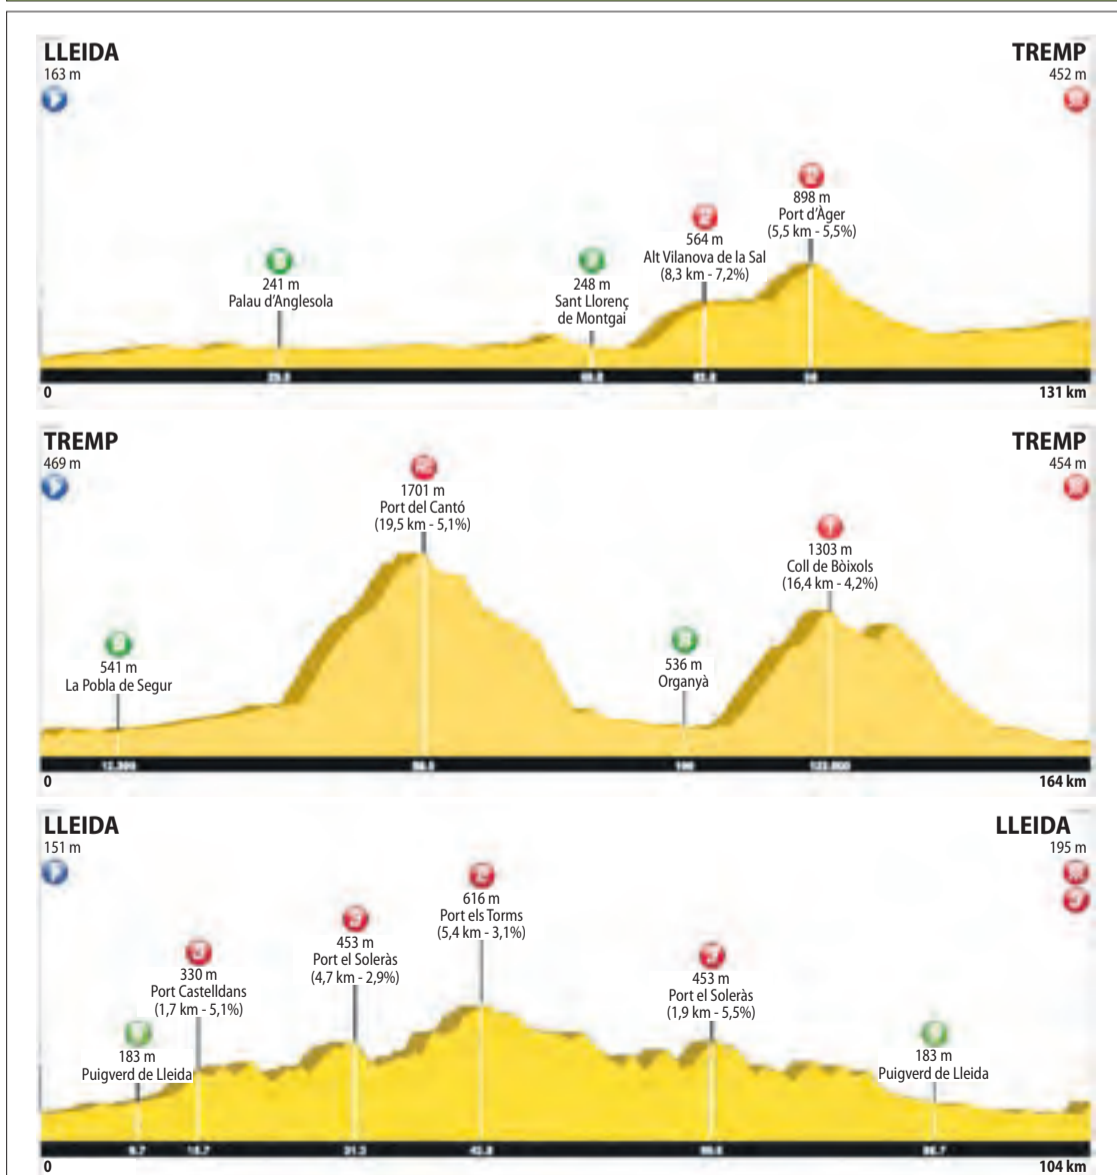 LLEIDA
163 m
TREMP
452 m
898 m
Port d'Àger
(5,5 km - 5,5%)
564 m
Alt Vilanova de la Sal
(8,3 km - 7,2%)
241 m
Palau d'Anglesola
248 m
Sant Llorenç
de Montgai
0
131 km
TREMP
469 m
TREMP
454 m
1701 m
Port del Cantó
(19,5 km - 5,1%)
1
1303 m
Coll de Bòixols
(16,4 km - 4,2%)
541 m
La Pobla de Segur
536 m
Organyà
0
164 km
LLEIDA
151 m
LLEIDA
195 m
2
616 m
Port els Torms
(5,4 km - 3,1%)
3
453 m
Port el Soleràs
(4,7 km - 2,9%)
3
330 m
Port Castelldans
(1,7 km - 5,1%)
3
453 m
Port el Soleràs
(1,9 km - 5,5%)
183 m
Puigverd de Lleida
183 m
Puigverd de Lleida
0
104 km